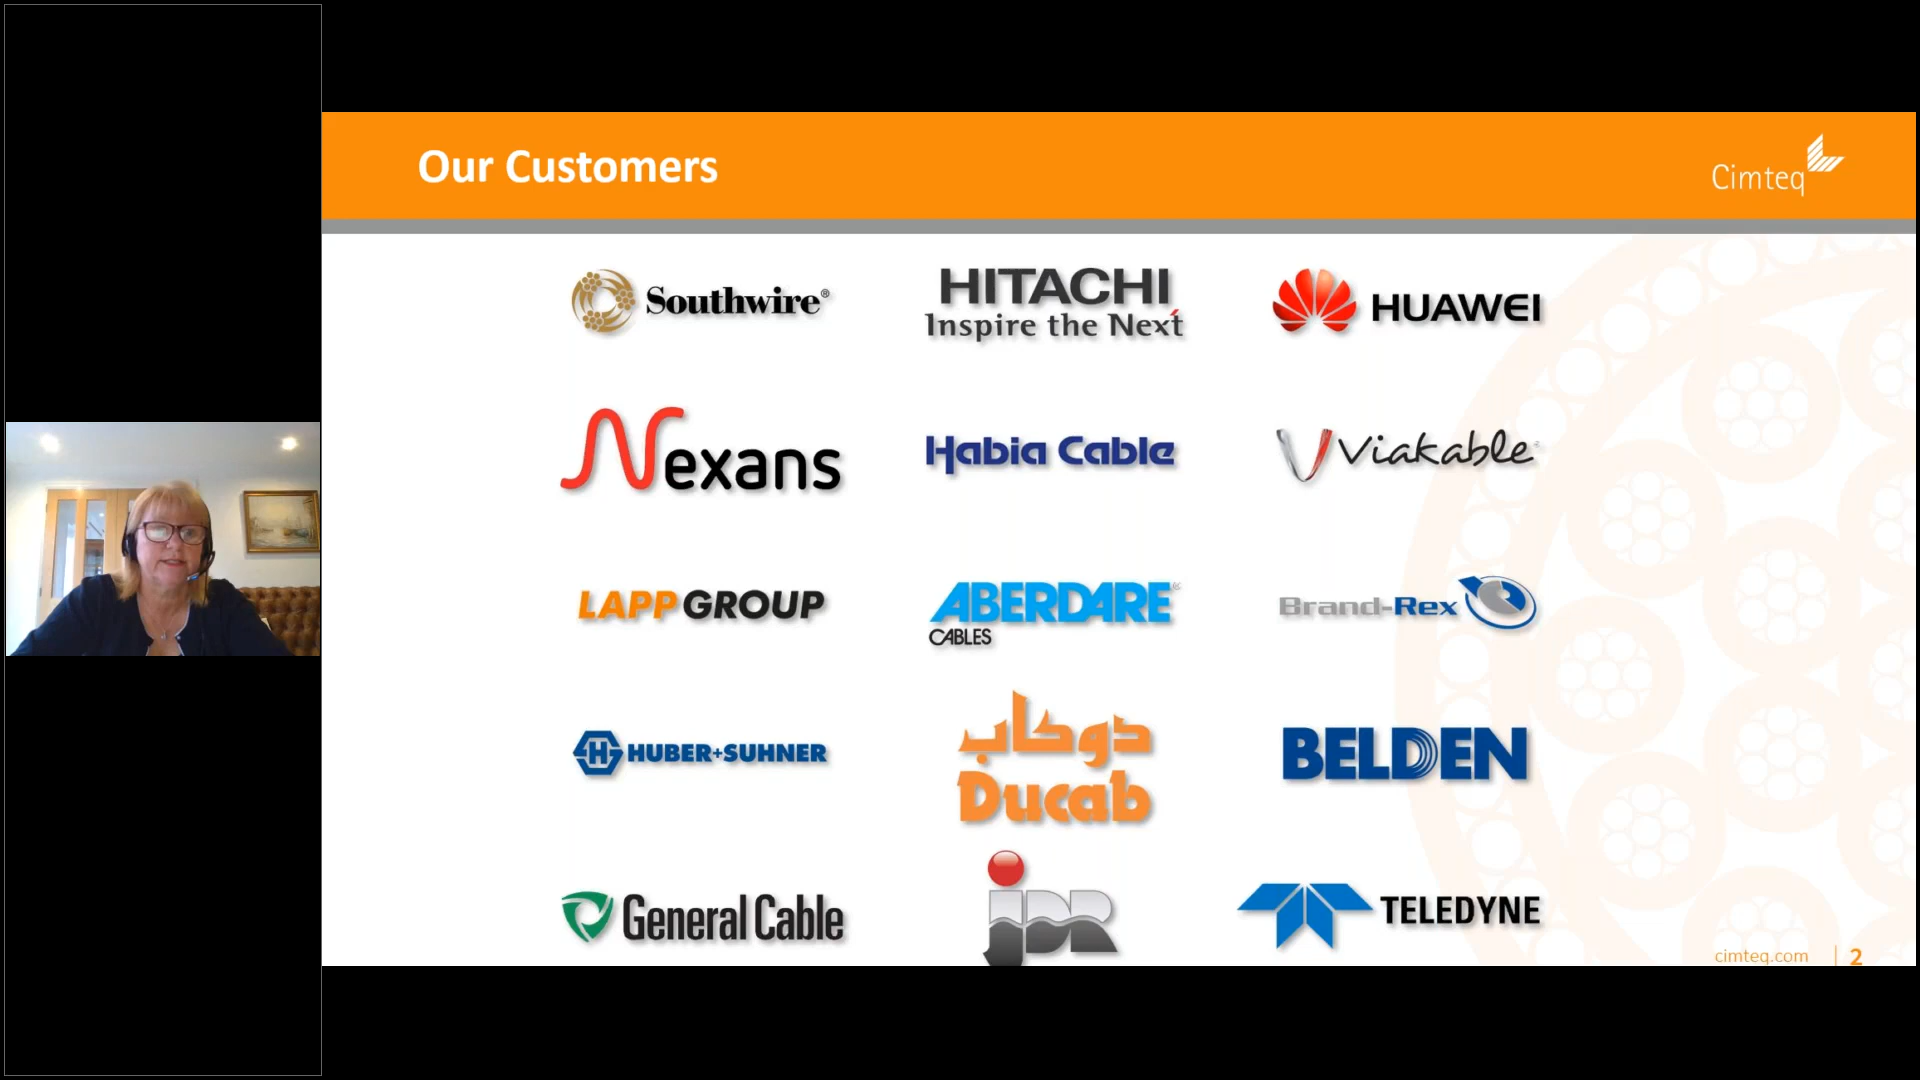 Our Customers
Cimteq
Southwire®
HITACHI
Inspire the Next
HUAWEI
Nexans
Habia Cable
Viakable
LAPP GROUP
ABERDARE
CABLES
Brand-Rex
HUBER+SUHNER
دوكاب
Ducab
BELDEN
General Cable
jDR
TELEDYNE
cimteq.com | 2